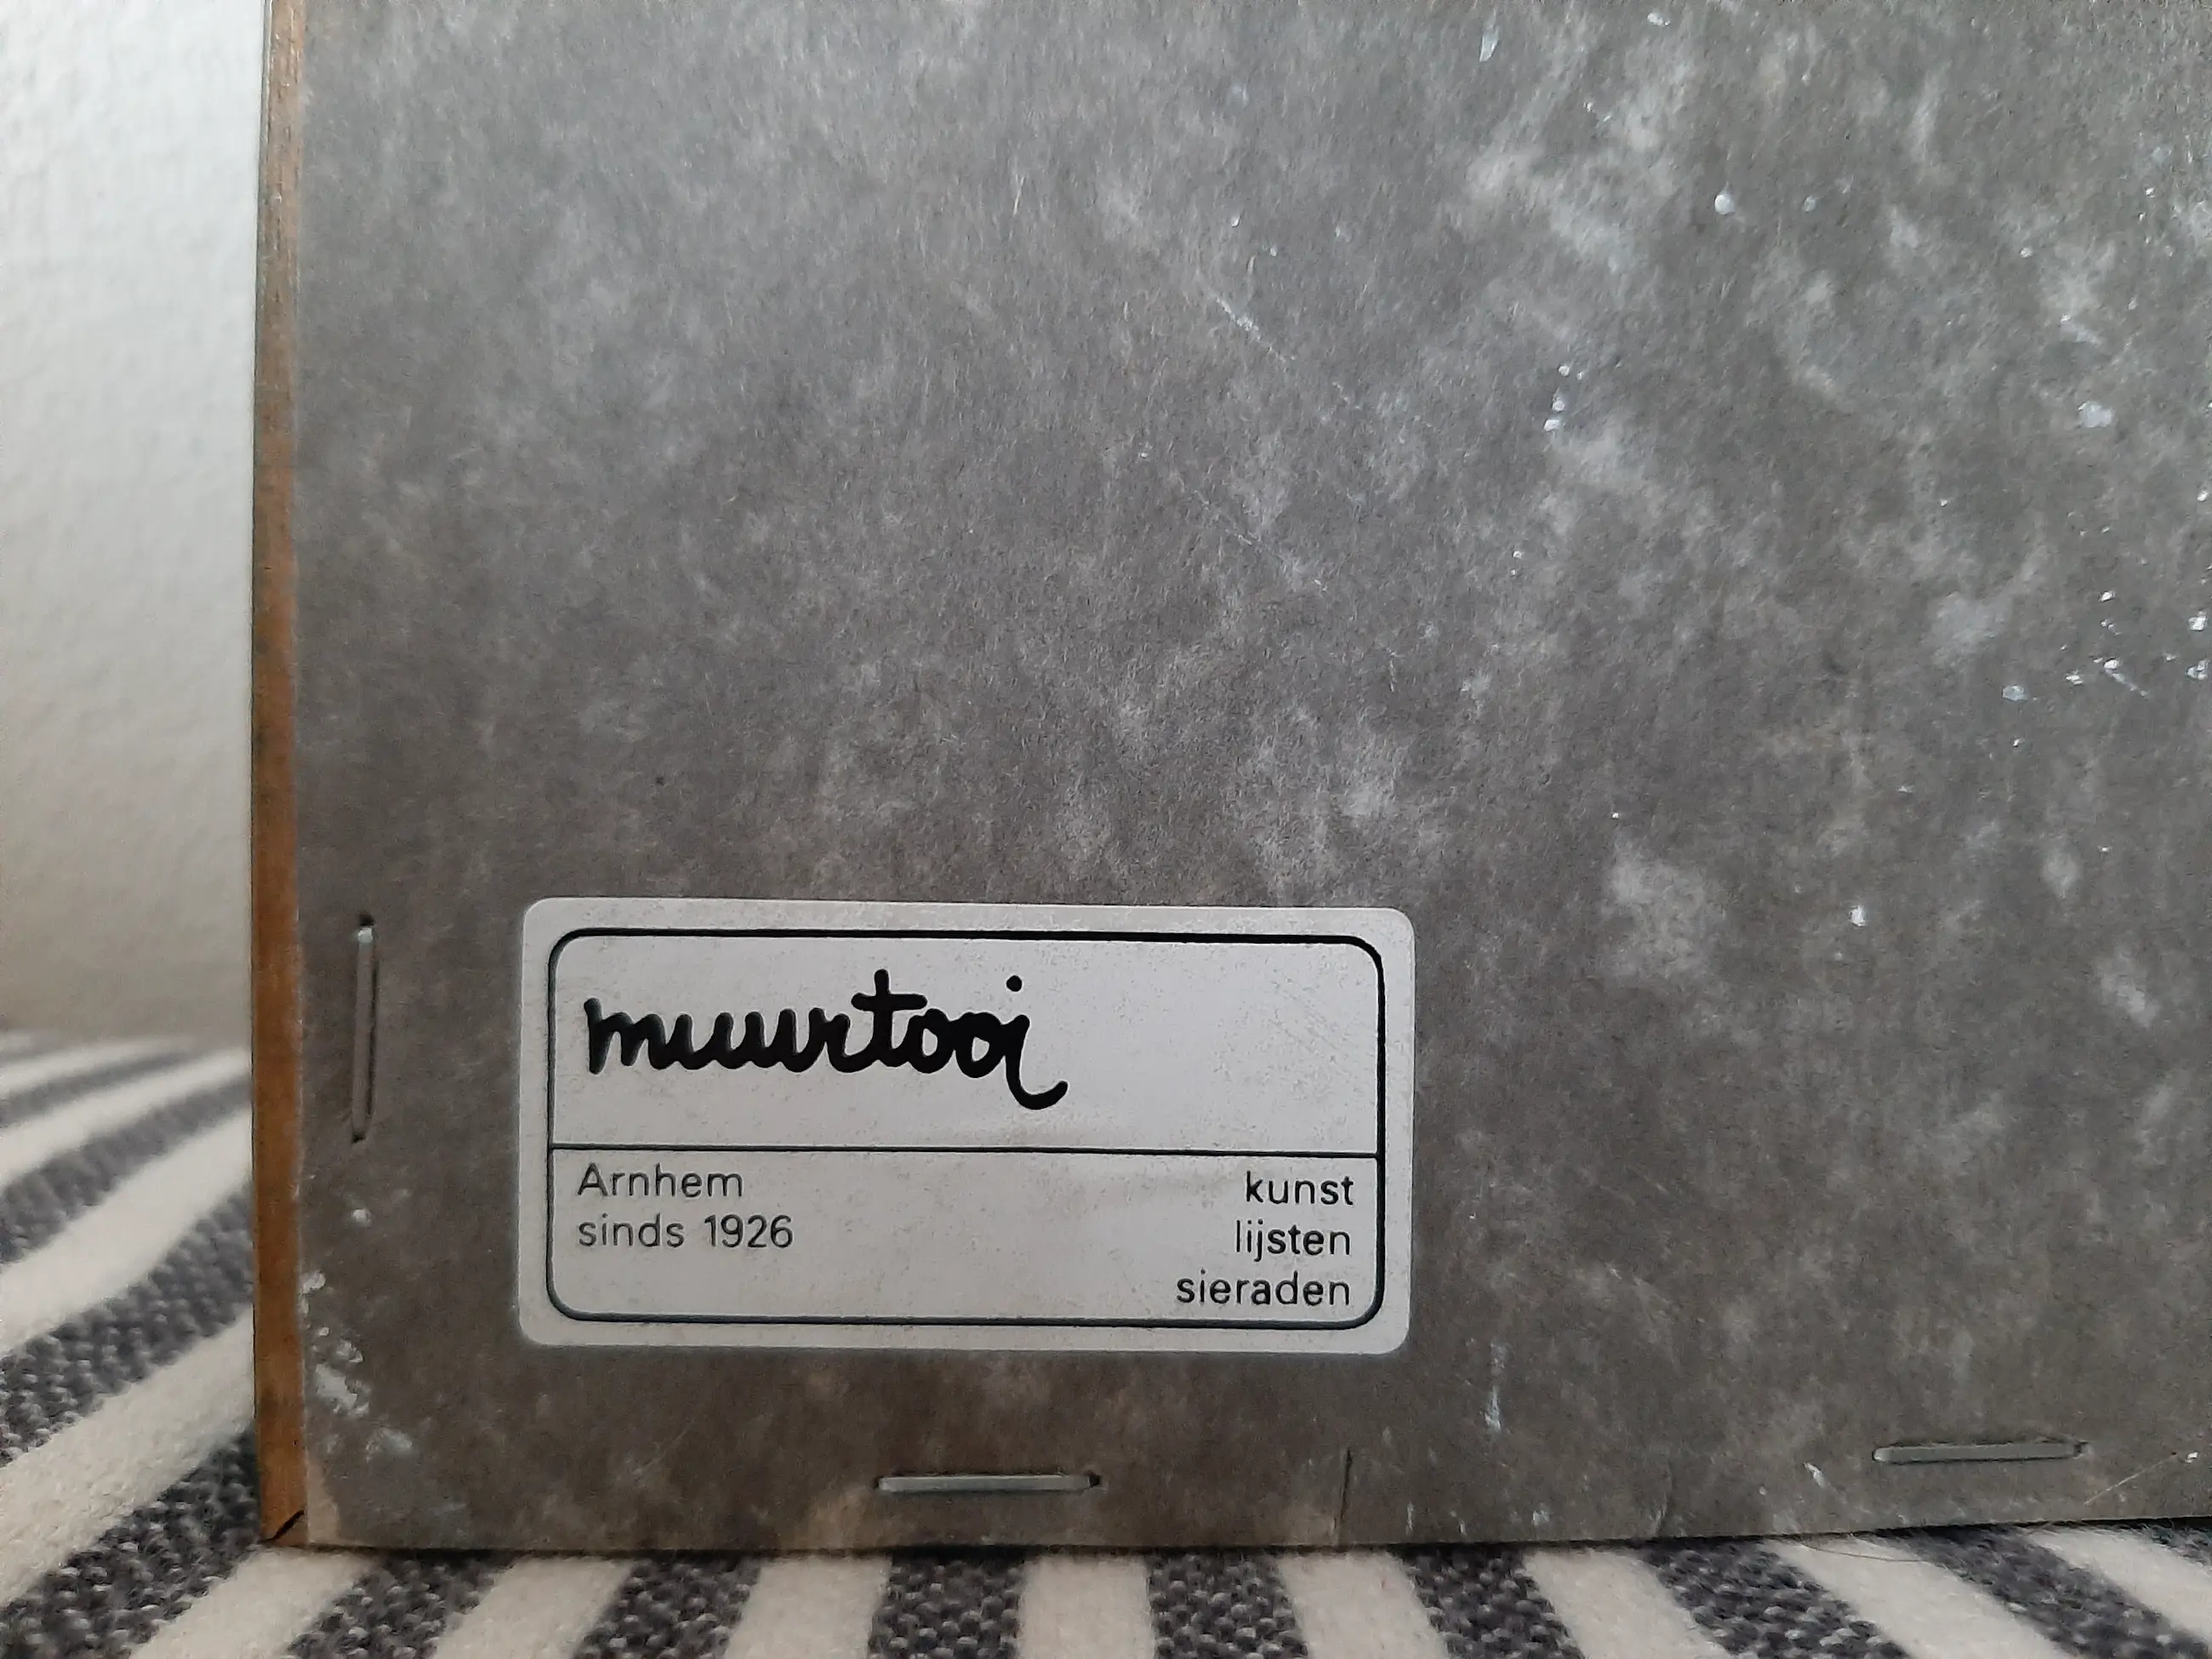 muurtooi
Arnhem
sinds 1926
kunst
lijsten
sieraden